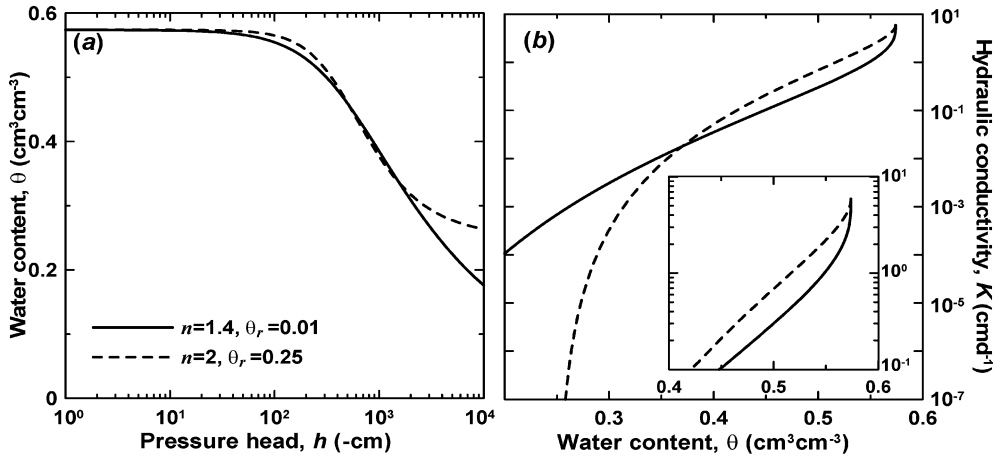 (a)
0.6
0.4
0.2
0
Water content, θ (cm³cm⁻³)
n=1.4, θr=0.01
n=2, θr=0.25
10⁰ 10¹ 10² 10³ 10⁴
Pressure head, h (-cm)
(b)
10¹
10⁻¹
10⁻³
10⁻⁵
10⁻⁷
Hydraulic conductivity, K (cmd⁻¹)
10¹
10⁰
10⁻¹
0.4 0.5 0.6
0.3 0.4 0.5 0.6
Water content, θ (cm³cm⁻³)